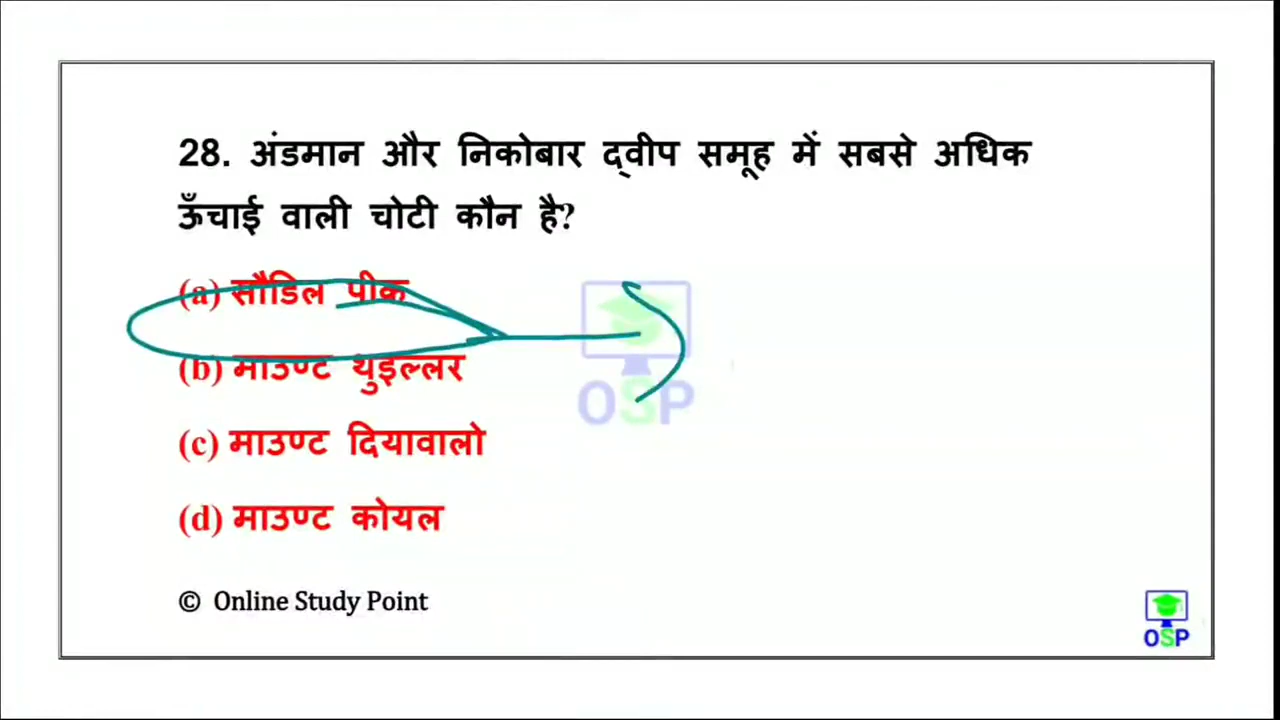 28. अंडमान और निकोबार द्वीप समूह में सबसे अधिक
ऊँचाई वाली चोटी कौन है?
(a) सौडिल पीक
(b) माउण्ट थुइल्लर
(c) माउण्ट दियावालो
(d) माउण्ट कोयल
OSP
© Online Study Point
OSP